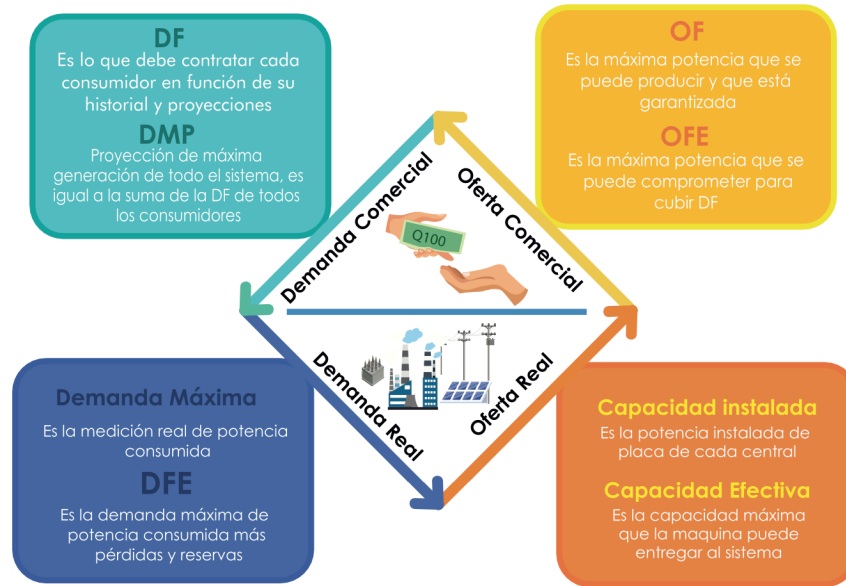 DF
Es lo que debe contratar cada
consumidor en función de su
historial y proyecciones
DMP
Proyección de máxima
generación de todo el sistema, es
igual a la suma de la DF de todos
los consumidores
OF
Es la máxima potencia que se
puede producir y que está
garantizada
OFE
Es la máxima potencia que se
puede comprometer para
cubir DF
Demanda Comercial
Oferta Comercial
Q100
Demanda Real
Oferta Real
Demanda Máxima
Es la medición real de potencia
consumida
DFE
Es la demanda máxima de
potencia consumida más
pérdidas y reservas
Capacidad instalada
Es la potencia instalada de
placa de cada central
Capacidad Efectiva
Es la capacidad máxima
que la maquina puede
entregar al sistema